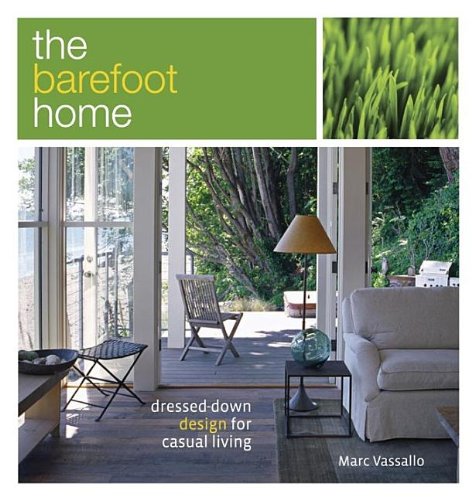 the
barefoot
home
dressed-down
design for
casual living
Marc Vassallo